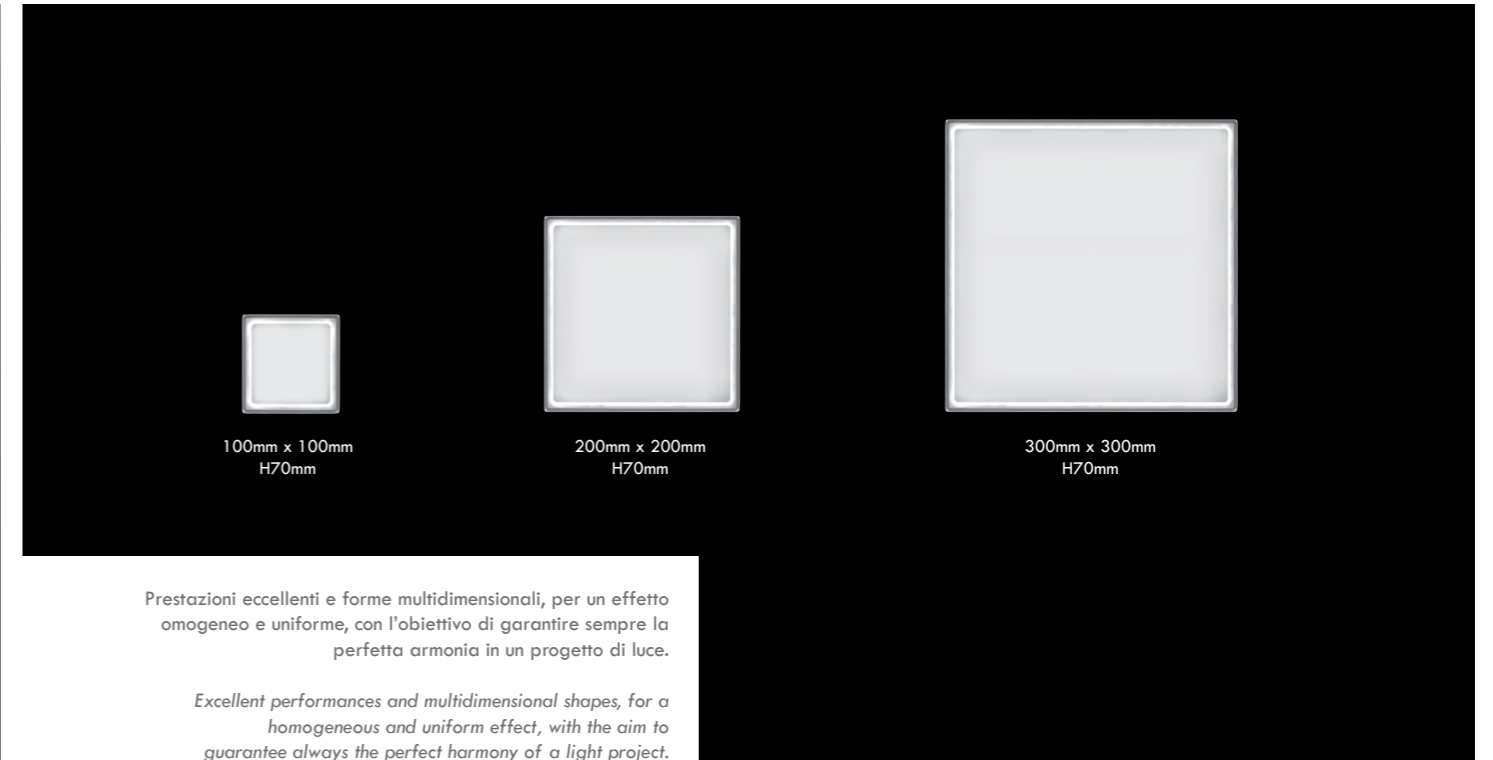 100mm x 100mm
H70mm
200mm x 200mm
H70mm
300mm x 300mm
H70mm
Prestazioni eccellenti e forme multidimensionali, per un effetto
omogeneo e uniforme, con l'obiettivo di garantire sempre la
perfetta armonia in un progetto di luce.
Excellent performances and multidimensional shapes, for a
homogeneous and uniform effect, with the aim to
guarantee always the perfect harmony of a light project.